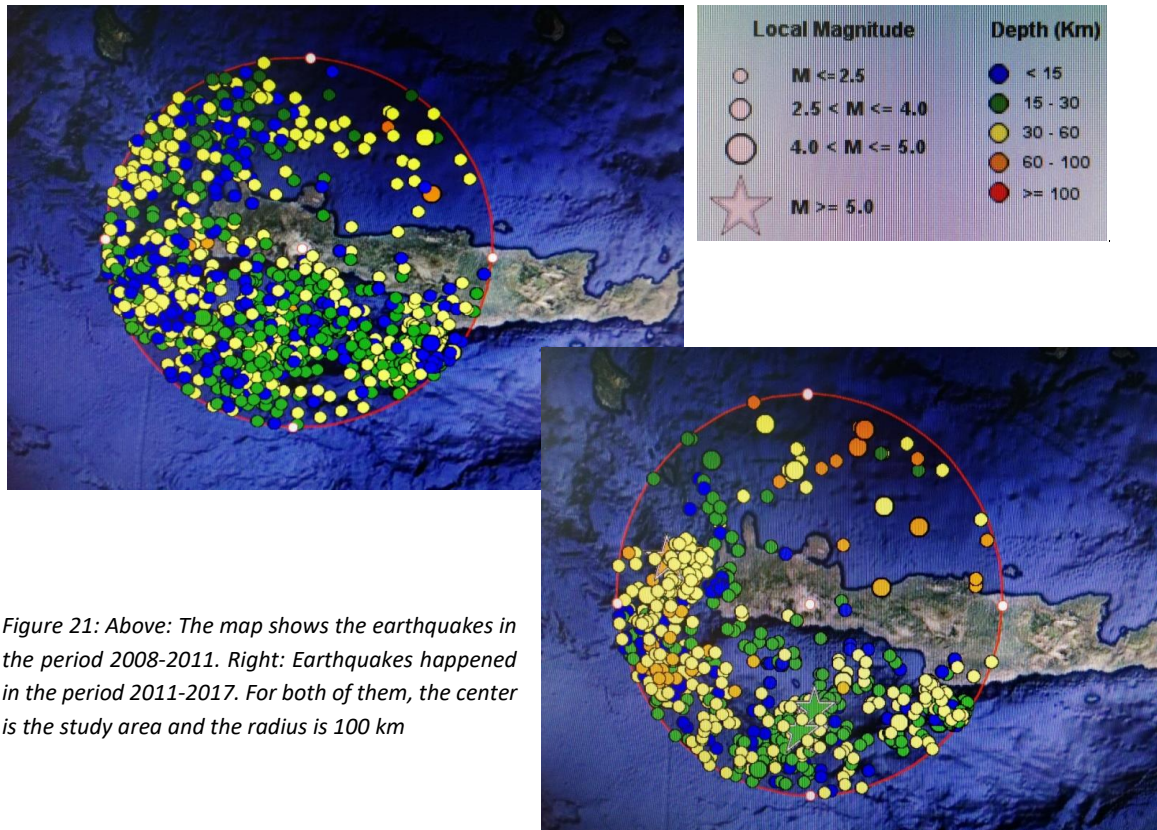 Local Magnitude
M <= 2.5
2.5 < M <= 4.0
4.0 < M <= 5.0
M >= 5.0
Depth (Km)
< 15
15 - 30
30 - 60
60 - 100
>= 100
Figure 21: Above: The map shows the earthquakes in
the period 2008-2011. Right: Earthquakes happened
in the period 2011-2017. For both of them, the center
is the study area and the radius is 100 km